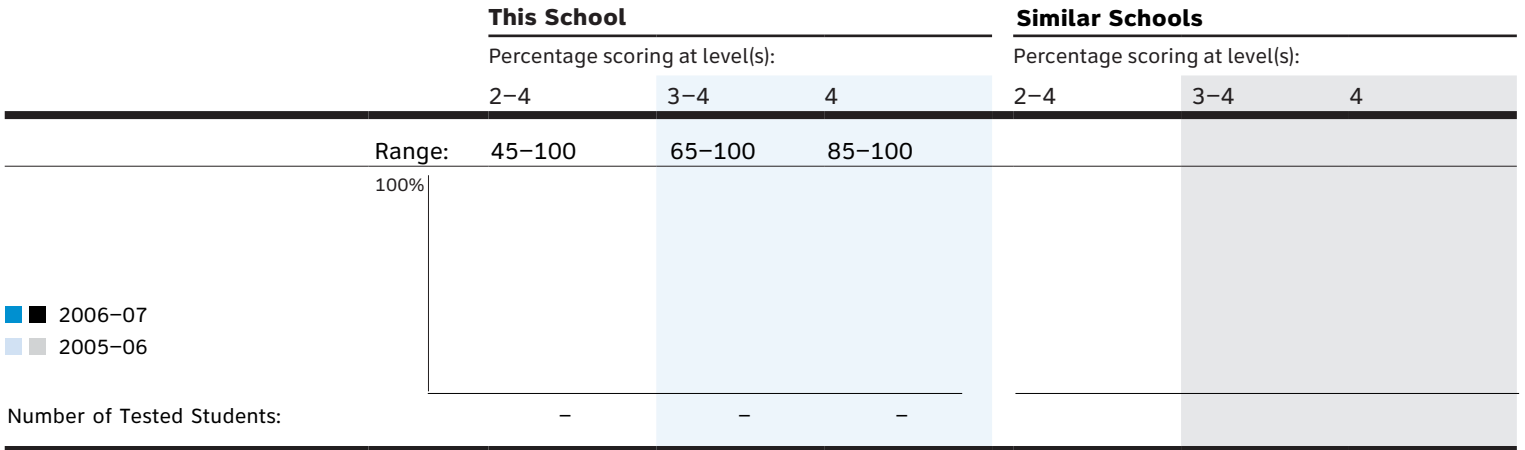 This School Similar Schools
Percentage scoring at level(s): Percentage scoring at level(s):
2–4 3–4 4 2–4 3–4 4
Range: 45–100 65–100 85–100
100%
2006–07
2005–06
Number of Tested Students: – – –